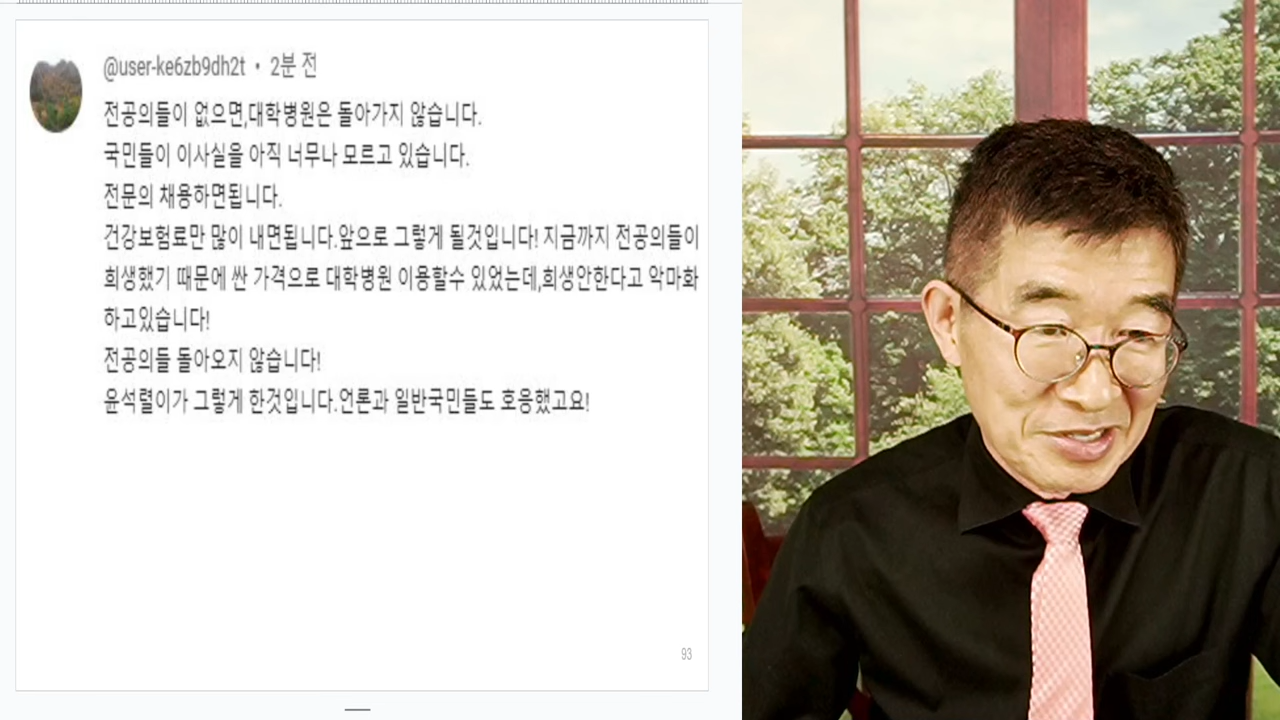 @user-ke6zb9dh2t • 2분 전
전공의들이 없으면,대학병원은 돌아가지 않습니다.
국민들이 이사실을 아직 너무나 모르고 있습니다.
전문의 채용하면됩니다.
건강보험료만 많이 내면됩니다.앞으로 그렇게 될것입니다! 지금까지 전공의들이
희생했기 때문에 싼 가격으로 대학병원 이용할수 있었는데,희생안한다고 악마화
하고있습니다!
전공의들 돌아오지 않습니다!
윤석렬이가 그렇게 한것입니다.언론과 일반국민들도 호응했고요!
93